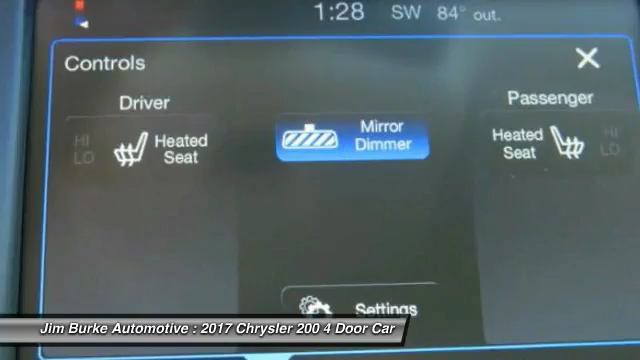 1:28 SW 84° out.
Controls
Driver
Passenger
HI
LO
Heated
Seat
Mirror
Dimmer
Heated
Seat
HI
LO
Settings
Jim Burke Automotive : 2017 Chrysler 200 4 Door Car